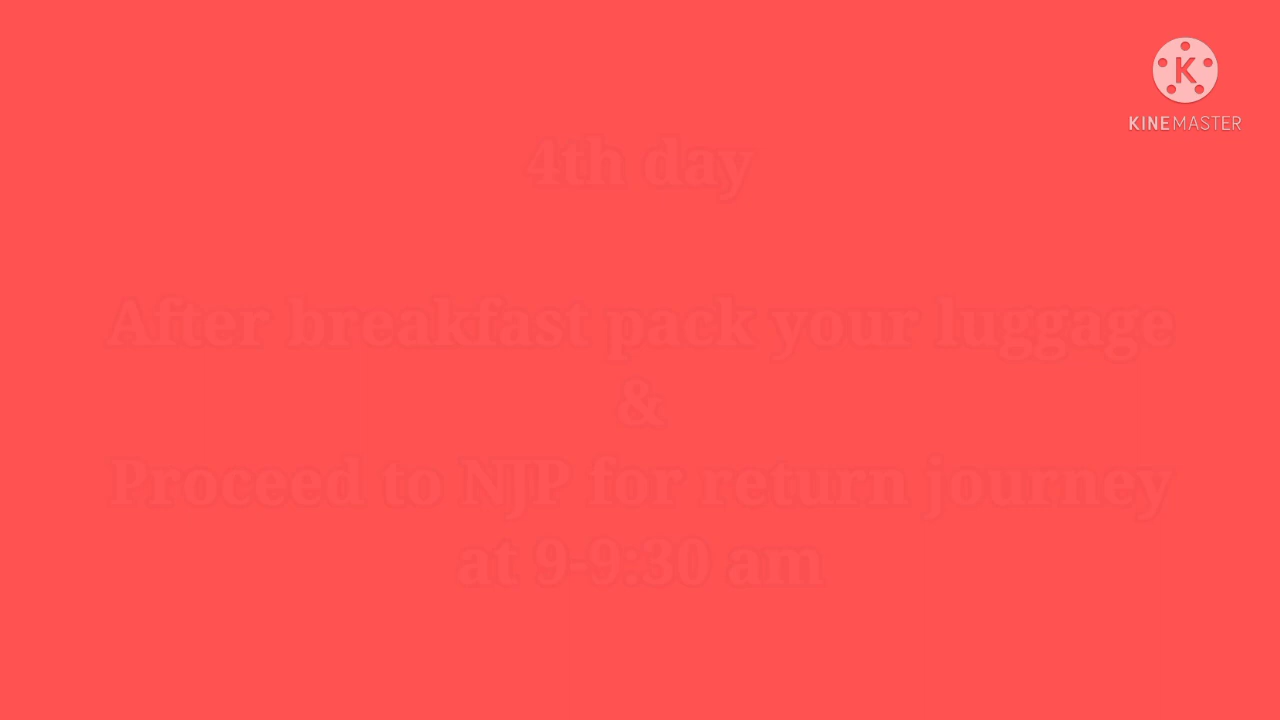 K
KINEMASTER
4th day
After breakfast pack your luggage
&
Proceed to NJP for return journey
at 9-9:30 am